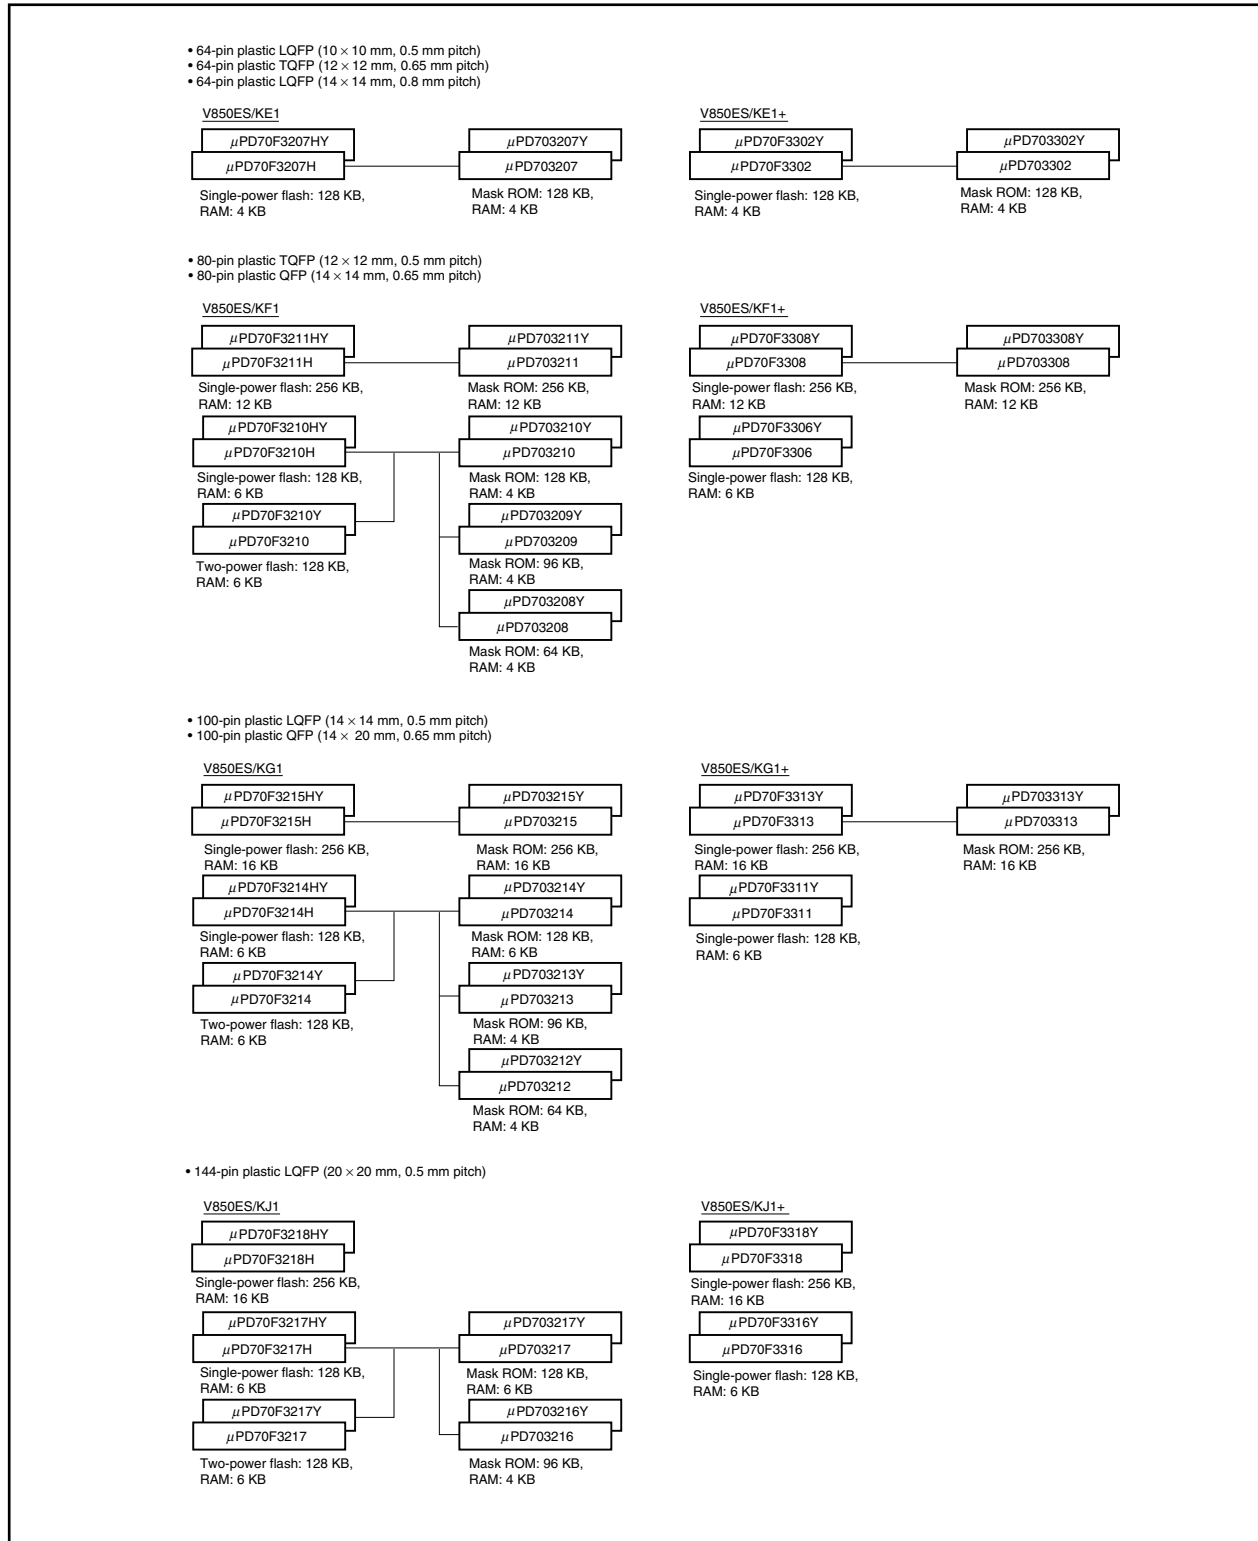 • 64-pin plastic LQFP (10 × 10 mm, 0.5 mm pitch)
• 64-pin plastic TQFP (12 × 12 mm, 0.65 mm pitch)
• 64-pin plastic LQFP (14 × 14 mm, 0.8 mm pitch)
V850ES/KE1
μPD70F3207HY
μPD70F3207H
Single-power flash: 128 KB,
RAM: 4 KB
μPD703207Y
μPD703207
Mask ROM: 128 KB,
RAM: 4 KB
V850ES/KE1+
μPD70F3302Y
μPD70F3302
Single-power flash: 128 KB,
RAM: 4 KB
μPD703302Y
μPD703302
Mask ROM: 128 KB,
RAM: 4 KB
• 80-pin plastic TQFP (12 × 12 mm, 0.5 mm pitch)
• 80-pin plastic QFP (14 × 14 mm, 0.65 mm pitch)
V850ES/KF1
μPD70F3211HY
μPD70F3211H
Single-power flash: 256 KB,
RAM: 12 KB
μPD70F3210HY
μPD70F3210H
Single-power flash: 128 KB,
RAM: 6 KB
μPD70F3210Y
μPD70F3210
Two-power flash: 128 KB,
RAM: 6 KB
μPD703211Y
μPD703211
Mask ROM: 256 KB,
RAM: 12 KB
μPD703210Y
μPD703210
Mask ROM: 128 KB,
RAM: 4 KB
μPD703209Y
μPD703209
Mask ROM: 96 KB,
RAM: 4 KB
μPD703208Y
μPD703208
Mask ROM: 64 KB,
RAM: 4 KB
V850ES/KF1+
μPD70F3308Y
μPD70F3308
Single-power flash: 256 KB,
RAM: 12 KB
μPD70F3306Y
μPD70F3306
Single-power flash: 128 KB,
RAM: 6 KB
μPD703308Y
μPD703308
Mask ROM: 256 KB,
RAM: 12 KB
• 100-pin plastic LQFP (14 × 14 mm, 0.5 mm pitch)
• 100-pin plastic QFP (14 × 20 mm, 0.65 mm pitch)
V850ES/KG1
μPD70F3215HY
μPD70F3215H
Single-power flash: 256 KB,
RAM: 16 KB
μPD70F3214HY
μPD70F3214H
Single-power flash: 128 KB,
RAM: 6 KB
μPD70F3214Y
μPD70F3214
Two-power flash: 128 KB,
RAM: 6 KB
μPD703215Y
μPD703215
Mask ROM: 256 KB,
RAM: 16 KB
μPD703214Y
μPD703214
Mask ROM: 128 KB,
RAM: 6 KB
μPD703213Y
μPD703213
Mask ROM: 96 KB,
RAM: 4 KB
μPD703212Y
μPD703212
Mask ROM: 64 KB,
RAM: 4 KB
V850ES/KG1+
μPD70F3313Y
μPD70F3313
Single-power flash: 256 KB,
RAM: 16 KB
μPD70F3311Y
μPD70F3311
Single-power flash: 128 KB,
RAM: 6 KB
μPD703313Y
μPD703313
Mask ROM: 256 KB,
RAM: 16 KB
• 144-pin plastic LQFP (20 × 20 mm, 0.5 mm pitch)
V850ES/KJ1
μPD70F3218HY
μPD70F3218H
Single-power flash: 256 KB,
RAM: 16 KB
μPD70F3217HY
μPD70F3217H
Single-power flash: 128 KB,
RAM: 6 KB
μPD70F3217Y
μPD70F3217
Two-power flash: 128 KB,
RAM: 6 KB
μPD703217Y
μPD703217
Mask ROM: 128 KB,
RAM: 6 KB
μPD703216Y
μPD703216
Mask ROM: 96 KB,
RAM: 4 KB
V850ES/KJ1+
μPD70F3318Y
μPD70F3318
Single-power flash: 256 KB,
RAM: 16 KB
μPD70F3316Y
μPD70F3316
Single-power flash: 128 KB,
RAM: 6 KB